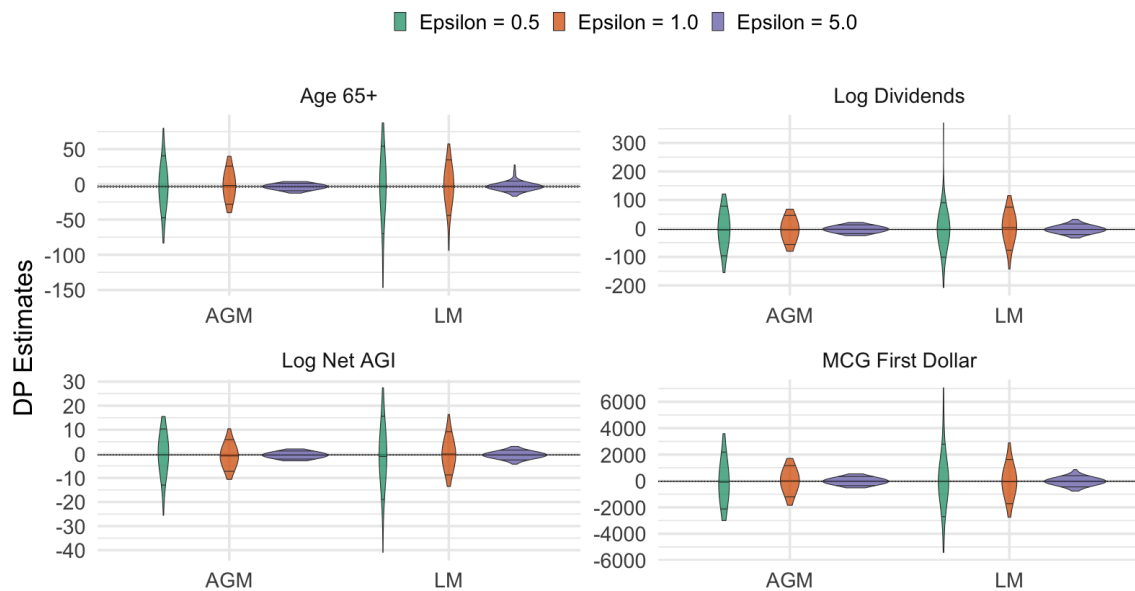 Epsilon = 0.5 Epsilon = 1.0 Epsilon = 5.0
DP Estimates
Age 65+
50
0
-50
-100
-150
AGM LM
Log Dividends
300
200
100
0
-100
-200
AGM LM
Log Net AGI
30
20
10
0
-10
-20
-30
-40
AGM LM
MCG First Dollar
6000
4000
2000
0
-2000
-4000
-6000
AGM LM